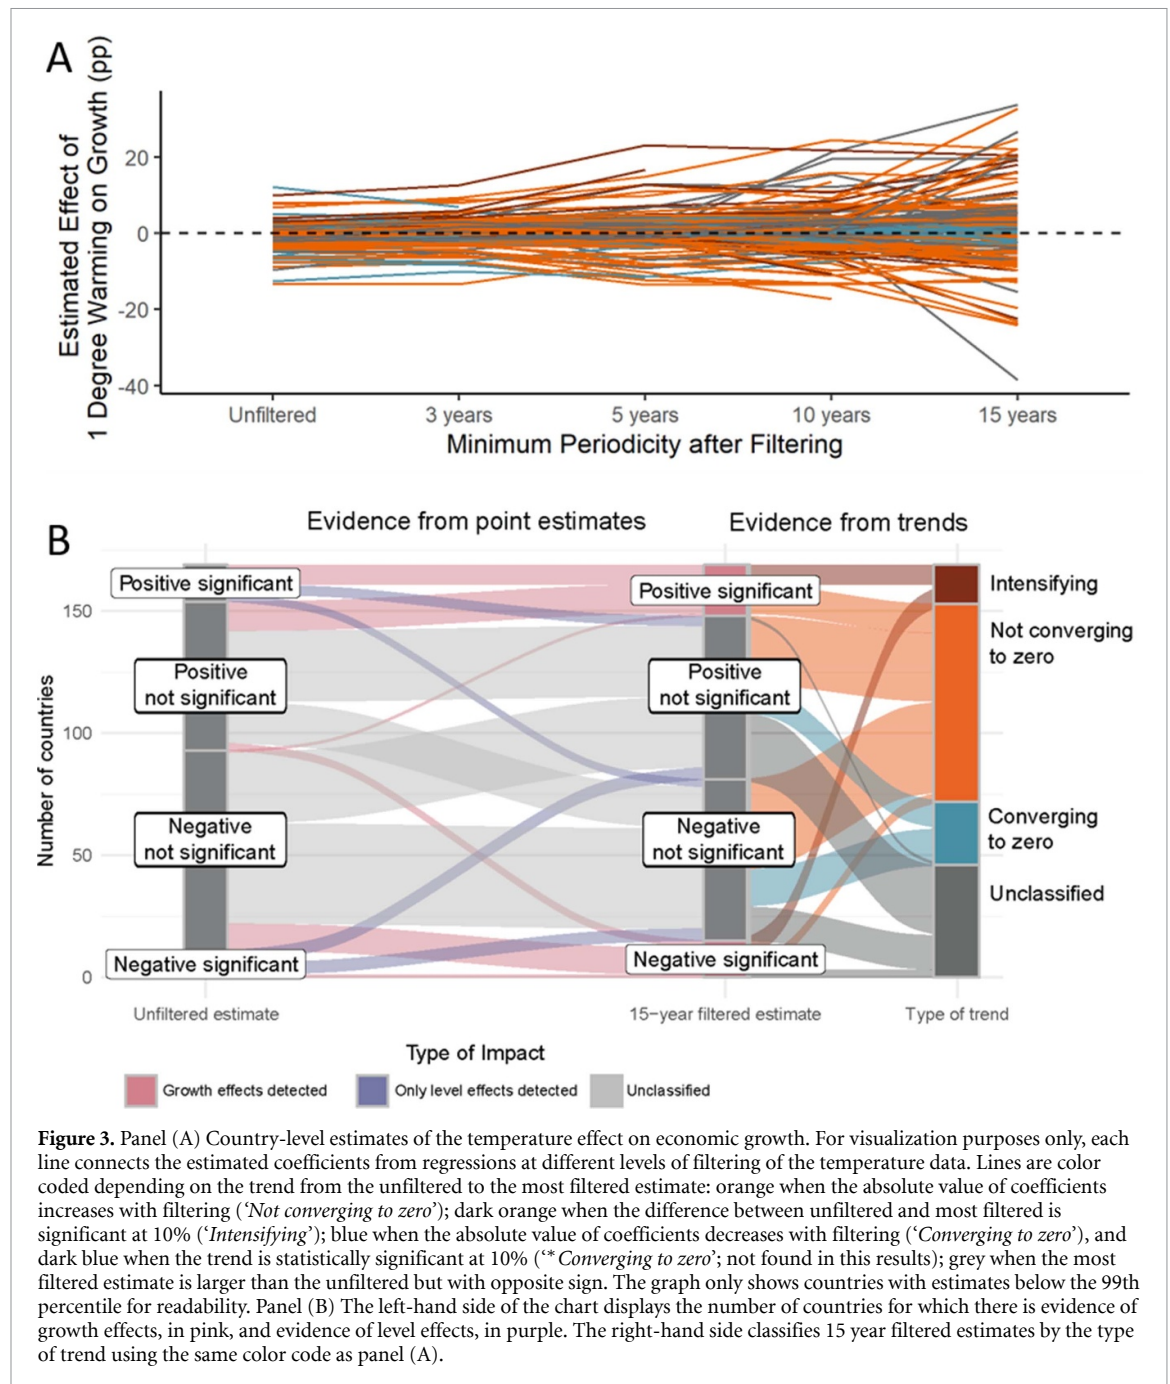 A
Estimated Effect of
1 Degree Warming on Growth (pp)
20
0
-20
-40
Unfiltered
3 years
5 years
10 years
15 years
Minimum Periodicity after Filtering
B
Evidence from point estimates
Evidence from trends
Number of countries
150
100
50
0
Positive significant
Positive
not significant
Negative
not significant
Negative significant
Positive significant
Positive
not significant
Negative
not significant
Negative significant
Intensifying
Not converging
to zero
Converging
to zero
Unclassified
Unfiltered estimate
15−year filtered estimate
Type of trend
Type of Impact
Growth effects detected
Only level effects detected
Unclassified
Figure 3. Panel (A) Country-level estimates of the temperature effect on economic growth. For visualization purposes only, each
line connects the estimated coefficients from regressions at different levels of filtering of the temperature data. Lines are color
coded depending on the trend from the unfiltered to the most filtered estimate: orange when the absolute value of coefficients
increases with filtering (‘Not converging to zero’); dark orange when the difference between unfiltered and most filtered is
significant at 10% (‘Intensifying’); blue when the absolute value of coefficients decreases with filtering (‘Converging to zero’), and
dark blue when the trend is statistically significant at 10% (‘*Converging to zero’; not found in this results); grey when the most
filtered estimate is larger than the unfiltered but with opposite sign. The graph only shows countries with estimates below the 99th
percentile for readability. Panel (B) The left-hand side of the chart displays the number of countries for which there is evidence of
growth effects, in pink, and evidence of level effects, in purple. The right-hand side classifies 15 year filtered estimates by the type
of trend using the same color code as panel (A).